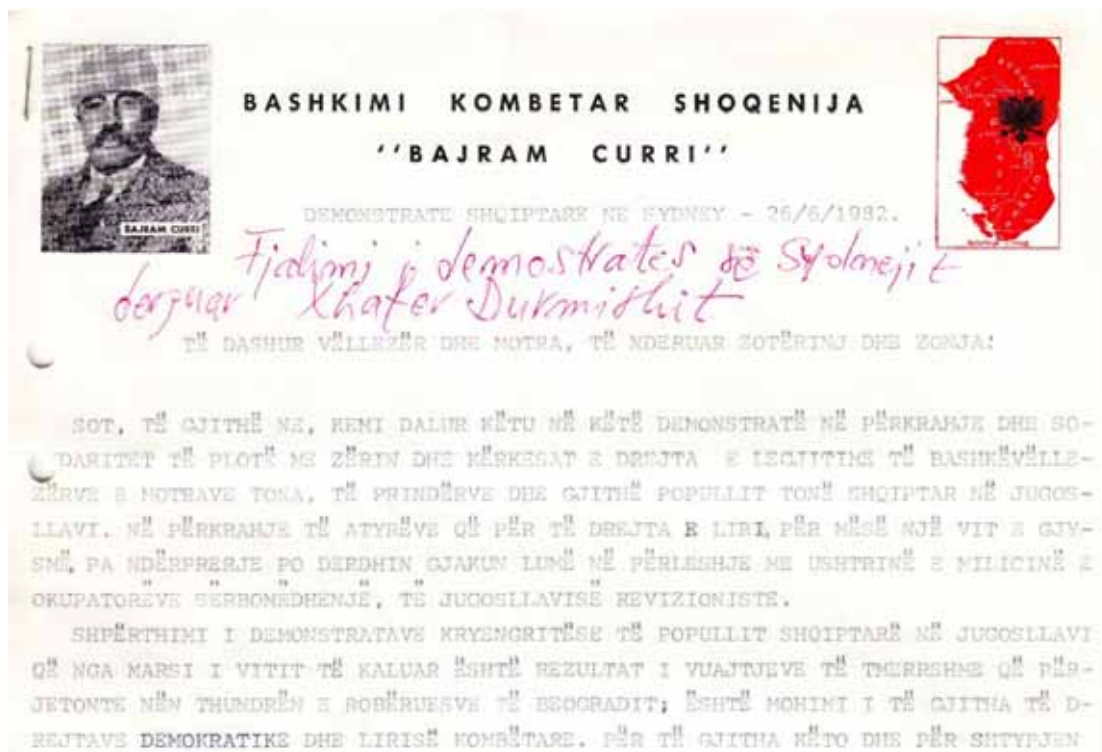 BASHKIMI KOMBETAR SHOQENIJA
''BAJRAM CURRI''
BAJRAM CURRI
DEMONSTRATE SHQIPTARE NE SYDNEY - 26/6/1982.
Fjalimi i demostrates së Sydnejit
derguar Xhafer Durmishit
TË DASHUR VËLLEZËR DHE MOTRA, TË NDERUAR ZOTËRINJ DHE ZONJA:
SOT, TË GJITHË NE, KEMI DALUR KËTU NË KËTË DEMONSTRATË NË PËRKRAHJE DHE SO-
DARITET TË PLOTË ME ZËRIN DHE KËRKESAT E DREJTA E LEGJITIME TË BASHKËVËLLE-
ZËRVE E MOTRAVE TONA, TË PRINDËRVE DHE GJITHË POPULLIT TONË SHQIPTAR NË JUGOS-
LLAVI. NË PËRKRAHJE TË ATYRËVE QË PËR TË DREJTA E LIRI, PËR MËSË NJË VIT E GJY-
SMË, PA NDËRPRERJE PO DERDHIN GJAKUN LUMË NË PËRLESHJE ME USHTRINË E MILICINË E
OKUPATORËVE SËRBOMËDHENJË, TË JUGOSLLAVISË REVIZIONISTE.
SHPËRTHIMI I DEMONSTRATAVE KRYENGRITËSE TË POPULLIT SHQIPTARË NË JUGOSLLAVI
QË NGA MARSI I VITIT TË KALUAR ËSHTË REZULTAT I VUAJTJEVE TË TMERRSHME QË PËR-
JETONTE NËN THUNDRËN E ROBËRUESVE TË BEOGRADIT; ËSHTË MOHIMI I TË GJITHA TË D-
REJTAVE DEMOKRATIKE DHE LIRISË KOMBËTARE. PËR TË GJITHA KËTO DHE PËR SHTYPJEN